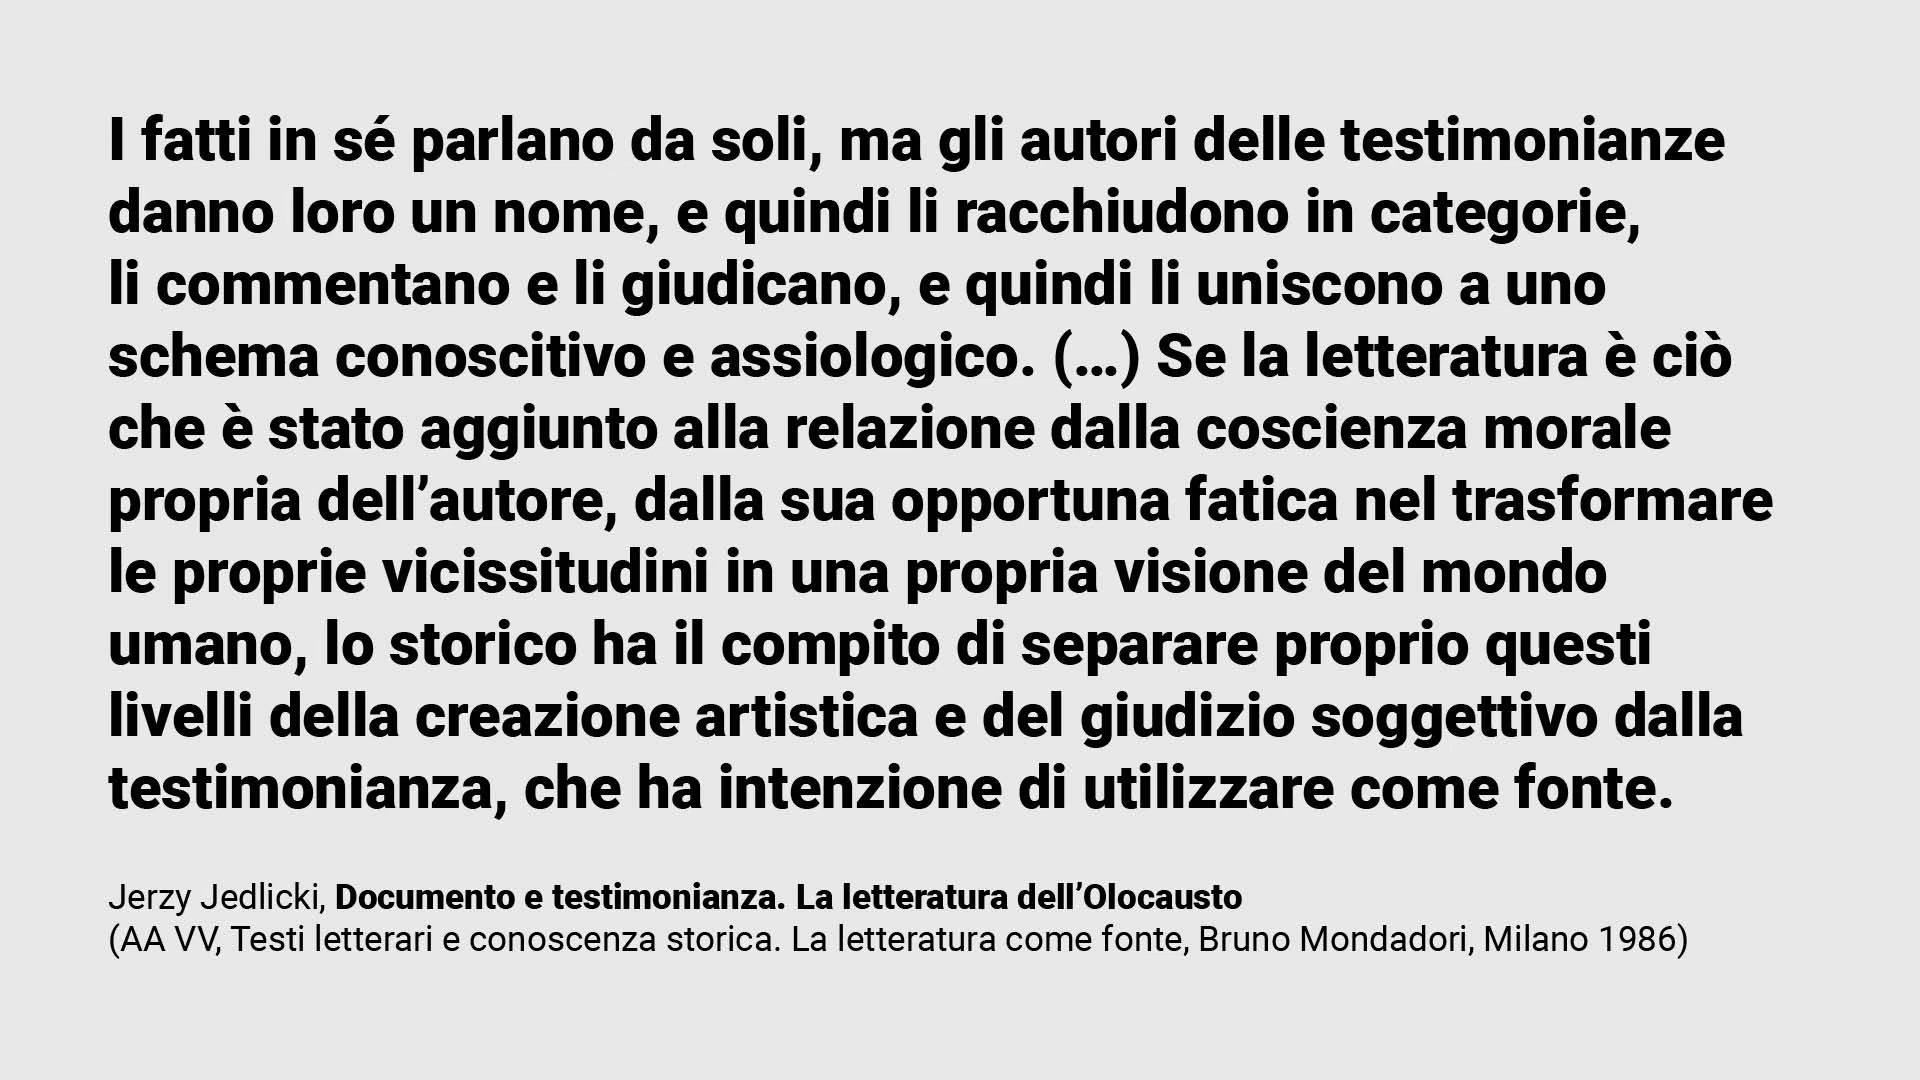 I fatti in sé parlano da soli, ma gli autori delle testimonianze
danno loro un nome, e quindi li racchiudono in categorie,
li commentano e li giudicano, e quindi li uniscono a uno
schema conoscitivo e assiologico. (…) Se la letteratura è ciò
che è stato aggiunto alla relazione dalla coscienza morale
propria dell’autore, dalla sua opportuna fatica nel trasformare
le proprie vicissitudini in una propria visione del mondo
umano, lo storico ha il compito di separare proprio questi
livelli della creazione artistica e del giudizio soggettivo dalla
testimonianza, che ha intenzione di utilizzare come fonte.
Jerzy Jedlicki, Documento e testimonianza. La letteratura dell’Olocausto
(AA VV, Testi letterari e conoscenza storica. La letteratura come fonte, Bruno Mondadori, Milano 1986)